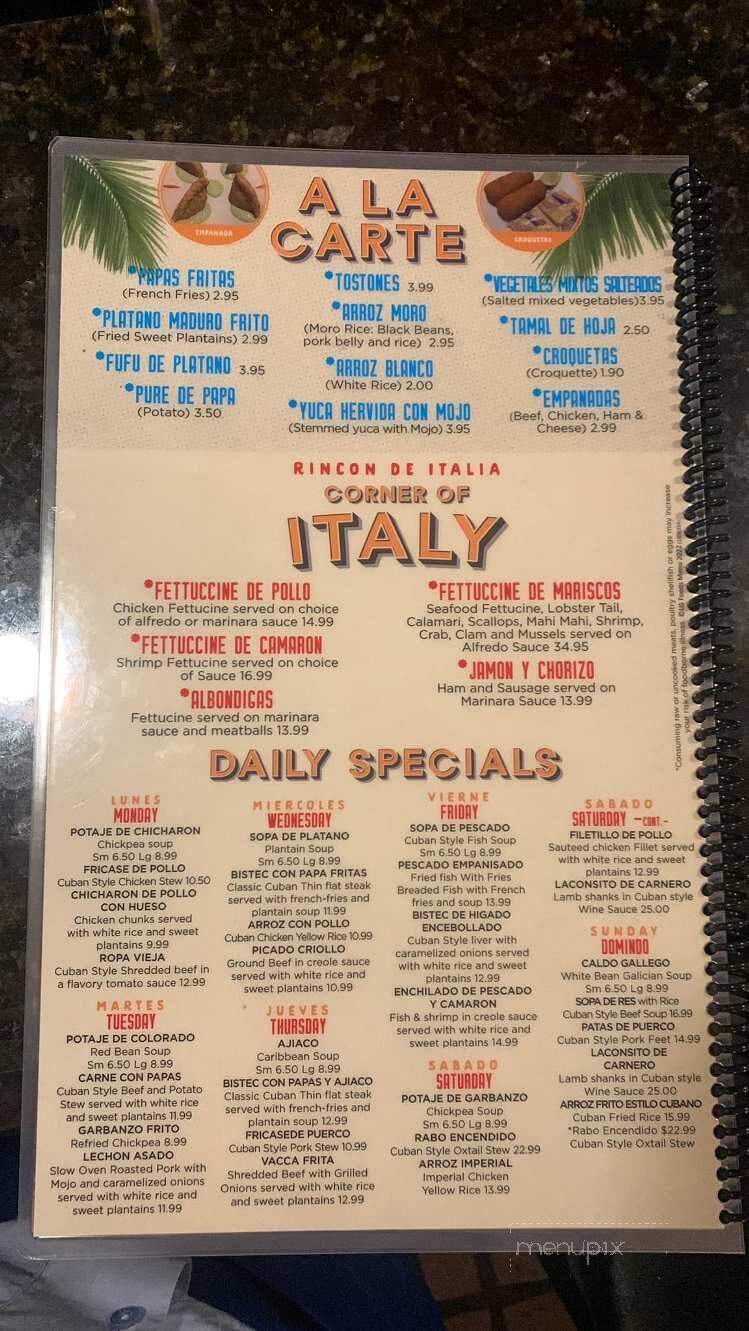 EMPANADA
CROQUETAS
A LA
CARTE
*PAPAS FRITAS
(French Fries) 2.95
*PLATANO MADURO FRITO
(Fried Sweet Plantains) 2.99
*FUFU DE PLATANO 3.95
*PURE DE PAPA
(Potato) 3.50
*TOSTONES 3.99
*ARROZ MORO
(Moro Rice: Black Beans,
pork belly and rice) 2.95
*ARROZ BLANCO
(White Rice) 2.00
*YUCA HERVIDA CON MOJO
(Stemmed yuca with Mojo) 3.95
*VEGETALES MIXTOS SALTEADOS
(Salted mixed vegetables)3.95
*TAMAL DE HOJA 2.50
*CROQUETAS
(Croquette) 1.90
*EMPANADAS
(Beef, Chicken, Ham &
Cheese) 2.99
RINCON DE ITALIA
CORNER OF
ITALY
*FETTUCCINE DE POLLO
Chicken Fettucine served on choice
of alfredo or marinara sauce 14.99
*FETTUCCINE DE CAMARON
Shrimp Fettucine served on choice
of Sauce 16.99
*ALBONDIGAS
Fettucine served on marinara
sauce and meatballs 13.99
*FETTUCCINE DE MARISCOS
Seafood Fettucine, Lobster Tail,
Calamari, Scallops, Mahi Mahi, Shrimp,
Crab, Clam and Mussels served on
Alfredo Sauce 34.95
*JAMON Y CHORIZO
Ham and Sausage served on
Marinara Sauce 13.99
*Consuming raw or uncooked meats, poultry shellfish or eggs may increase
your risk of foodborne illness.
DAILY SPECIALS
LUNES
MONDAY
POTAJE DE CHICHARON
Chickpea soup
Sm 6.50 Lg 8.99
FRICASE DE POLLO
Cuban Style Chicken Stew 10.50
CHICHARON DE POLLO
CON HUESO
Chicken chunks served
with white rice and sweet
plantains 9.99
ROPA VIEJA
Cuban Style Shredded beef in
a flavory tomato sauce 12.99
MARTES
TUESDAY
POTAJE DE COLORADO
Red Bean Soup
Sm 6.50 Lg 8.99
CARNE CON PAPAS
Cuban Style Beef and Potato
Stew served with white rice
and sweet plantains 11.99
GARBANZO FRITO
Refried Chickpea 8.99
LECHON ASADO
Slow Oven Roasted Pork with
Mojo and caramelized onions
served with white rice and
sweet plantains 11.99
MIERCOLES
WEDNESDAY
SOPA DE PLATANO
Plantain Soup
Sm 6.50 Lg 8.99
BISTEC CON PAPA FRITAS
Classic Cuban Thin flat steak
served with french-fries and
plantain soup 11.99
ARROZ CON POLLO
Cuban Chicken Yellow Rice 10.99
PICADO CRIOLLO
Ground Beef in creole sauce
served with white rice and
sweet plantains 10.99
JUEVES
THURSDAY
AJIACO
Caribbean Soup
Sm 6.50 Lg 8.99
BISTEC CON PAPAS Y AJIACO
Classic Cuban Thin flat steak
served with french-fries and
plantain soup 12.99
FRICASEDE PUERCO
Cuban Style Pork Stew 10.99
VACCA FRITA
Shredded Beef with Grilled
Onions served with white rice
and sweet plantains 12.99
VIERNE
FRIDAY
SOPA DE PESCADO
Cuban Style Fish Soup
Sm 6.50 Lg 8.99
PESCADO EMPANISADO
Fried fish With Fries
Breaded Fish with French
fries and soup 13.99
BISTEC DE HIGADO
ENCEBOLLADO
Cuban Style liver with
caramelized onions served
with white rice and sweet
plantains 12.99
ENCHILADO DE PESCADO
Y CAMARON
Fish & shrimp in creole sauce
served with white rice and
sweet plantains 14.99
SABADO
SATURDAY
POTAJE DE GARBANZO
Chickpea Soup
Sm 6.50 Lg 8.99
RABO ENCENDIDO
Cuban Style Oxtail Stew 22.99
ARROZ IMPERIAL
Imperial Chicken
Yellow Rice 13.99
SABADO
SATURDAY -CONT.-
FILETILLO DE POLLO
Sauteed chicken Fillet served
with white rice and sweet
plantains 12.99
LACONSITO DE CARNERO
Lamb shanks in Cuban style
Wine Sauce 25.00
SUNDAY
DOMINDO
CALDO GALLEGO
White Bean Galician Soup
Sm 6.50 Lg 8.99
SOPA DE RES with Rice
Cuban Style Beef Soup 16.99
PATAS DE PUERCO
Cuban Style Pork Feet 14.99
LACONSITO DE
CARNERO
Lamb shanks in Cuban style
Wine Sauce 25.00
ARROZ FRITO ESTILO CUBANO
Cuban Fried Rice 15.99
*Rabo Encendido $22.99
Cuban Style Oxtail Stew
menupix